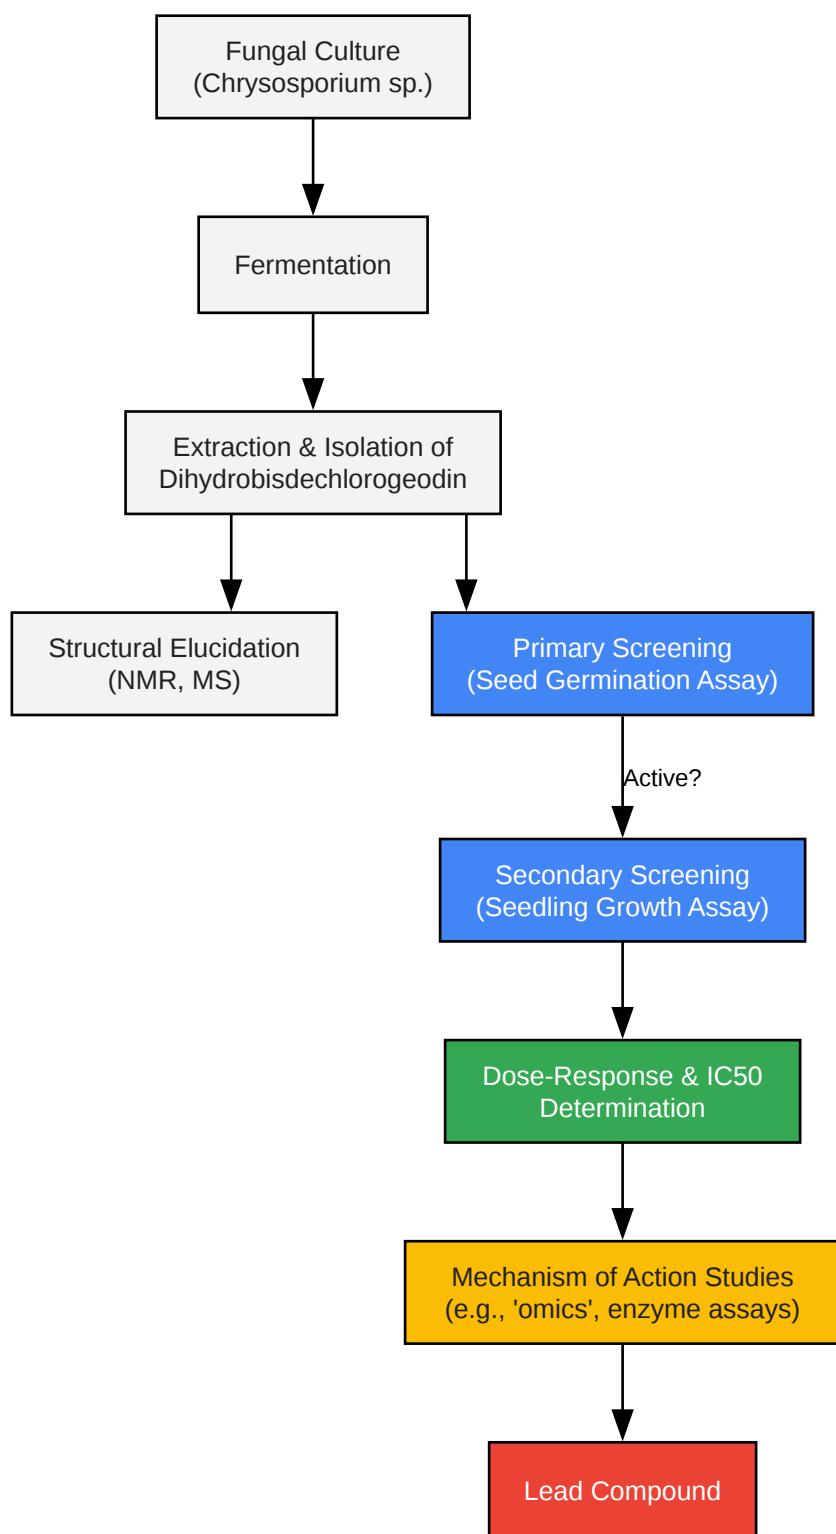 Fungal Culture
(Chrysosporium sp.)
Fermentation
Extraction & Isolation of
Dihydrobisdechlorogeodin
Structural Elucidation
(NMR, MS)
Primary Screening
(Seed Germination Assay)
Active?
Secondary Screening
(Seedling Growth Assay)
Dose-Response & IC50
Determination
Mechanism of Action Studies
(e.g., 'omics', enzyme assays)
Lead Compound